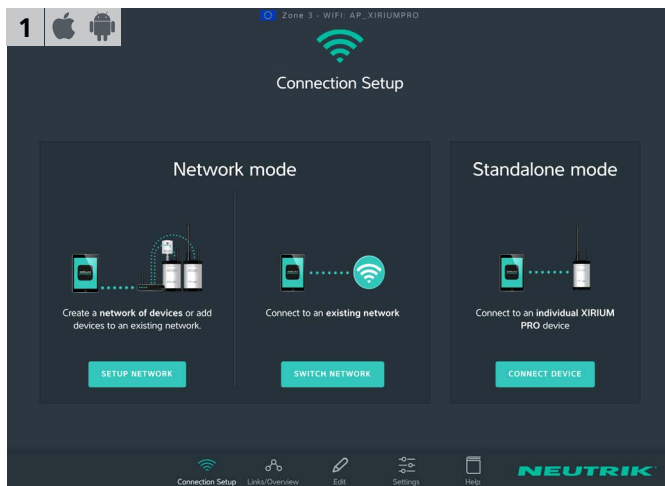 1
Zone 3 - WIFI: AP_XIRIUMPRO
Connection Setup
Network mode
Create a network of devices or add
devices to an existing network.
SETUP NETWORK
Connect to an existing network
SWITCH NETWORK
Standalone mode
Connect to an individual XIRIUM
PRO device
CONNECT DEVICE
Connection Setup
Links/Overview
Edit
Settings
Help
NEUTRIK